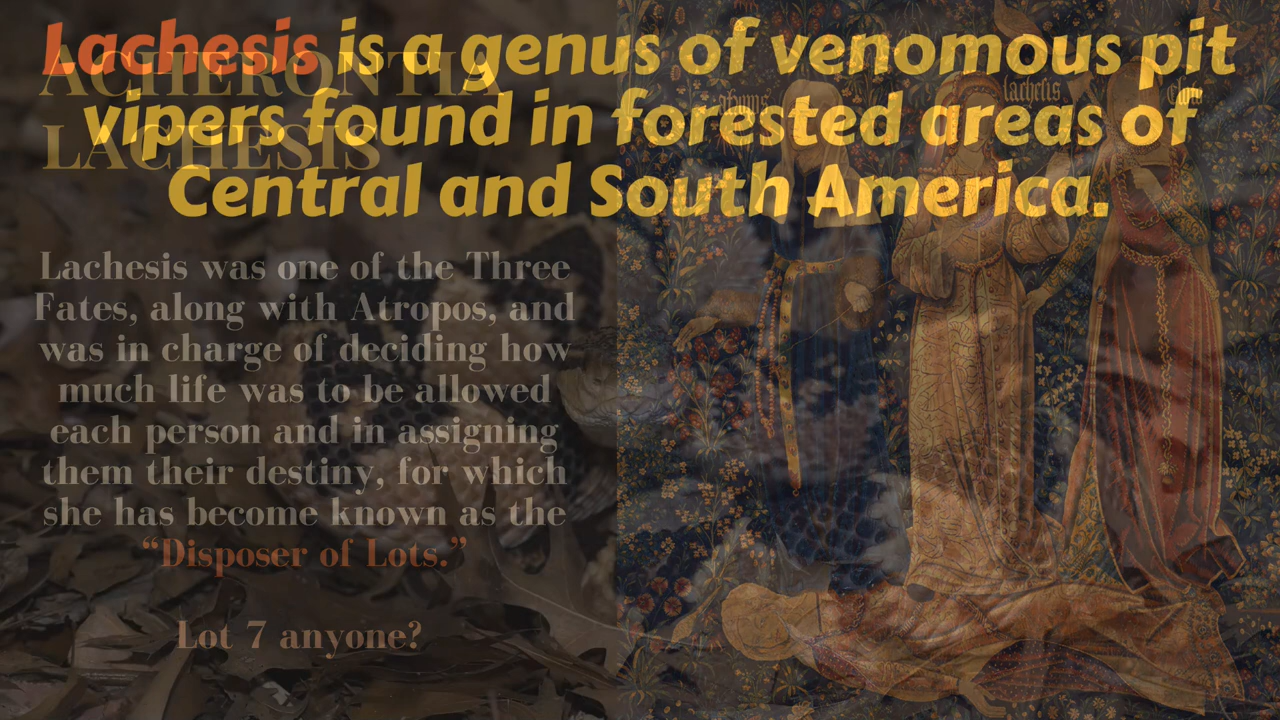 Lachesis is a genus of venomous pit
vipers found in forested areas of
Central and South America.
ACHERONTIA
LACHESIS
Lachesis was one of the Three
Fates, along with Atropos, and
was in charge of deciding how
much life was to be allowed
each person and in assigning
them their destiny, for which
she has become known as the
“Disposer of Lots.”
Lot 7 anyone?
lachesis